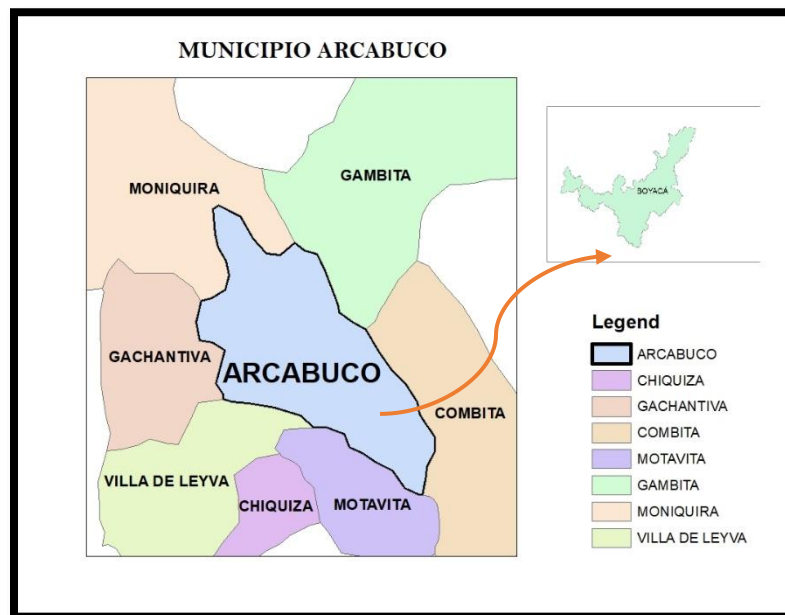 MUNICIPIO ARCABUCO
MONIQUIRA
GAMBITA
GACHANTIVA
ARCABUCO
COMBITA
VILLA DE LEYVA
CHIQUIZA
MOTAVITA
BOYACÁ
Legend
ARCABUCO
CHIQUIZA
GACHANTIVA
COMBITA
MOTAVITA
GAMBITA
MONIQUIRA
VILLA DE LEYVA